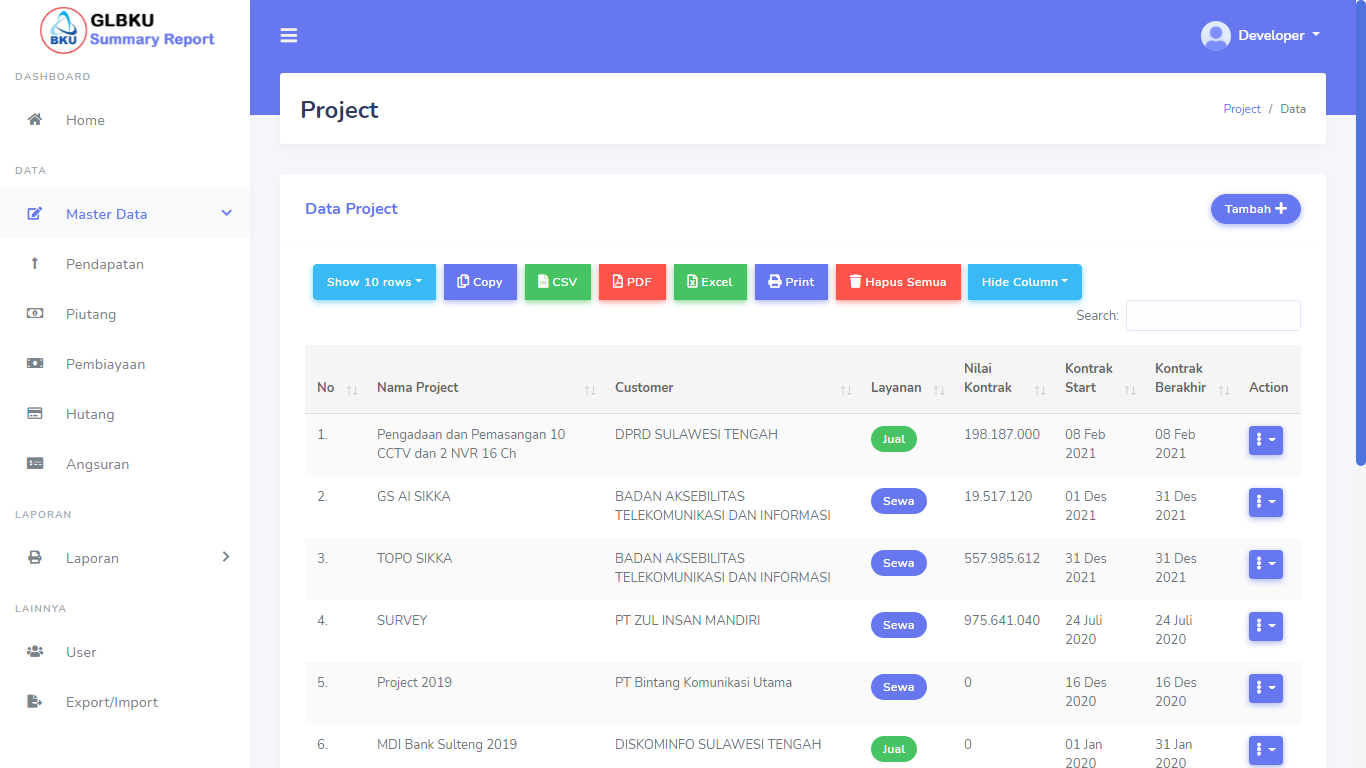 GLBKU
BKU
Summary Report
DASHBOARD
Home
DATA
Master Data
Pendapatan
Piutang
Pembiayaan
Hutang
Angsuran
LAPORAN
Laporan
LAINNYA
User
Export/Import
Developer
Project
Project / Data
Data Project
Tambah
Show 10 rows
Copy
CSV
PDF
Excel
Print
Hapus Semua
Hide Column
Search:
No Nama Project Customer Layanan Nilai Kontrak Kontrak Start Kontrak Berakhir Action
1. Pengadaan dan Pemasangan 10 DPRD SULAWESI TENGAH Jual 198.187.000 08 Feb 08 Feb
CCTV dan 2 NVR 16 Ch 2021 2021
2. GS AI SIKKA BADAN AKSEBILITAS Sewa 19.517.120 01 Des 31 Des
TELEKOMUNIKASI DAN INFORMASI 2021 2021
3. TOPO SIKKA BADAN AKSEBILITAS Sewa 557.985.612 31 Des 31 Des
TELEKOMUNIKASI DAN INFORMASI 2021 2021
4. SURVEY PT ZUL INSAN MANDIRI Sewa 975.641.040 24 Juli 24 Juli
2020 2020
5. Project 2019 PT Bintang Komunikasi Utama Sewa 0 16 Des 16 Des
2020 2020
6. MDI Bank Sulteng 2019 DISKOMINFO SULAWESI TENGAH Jual 0 01 Jan 31 Jan
2020 2020